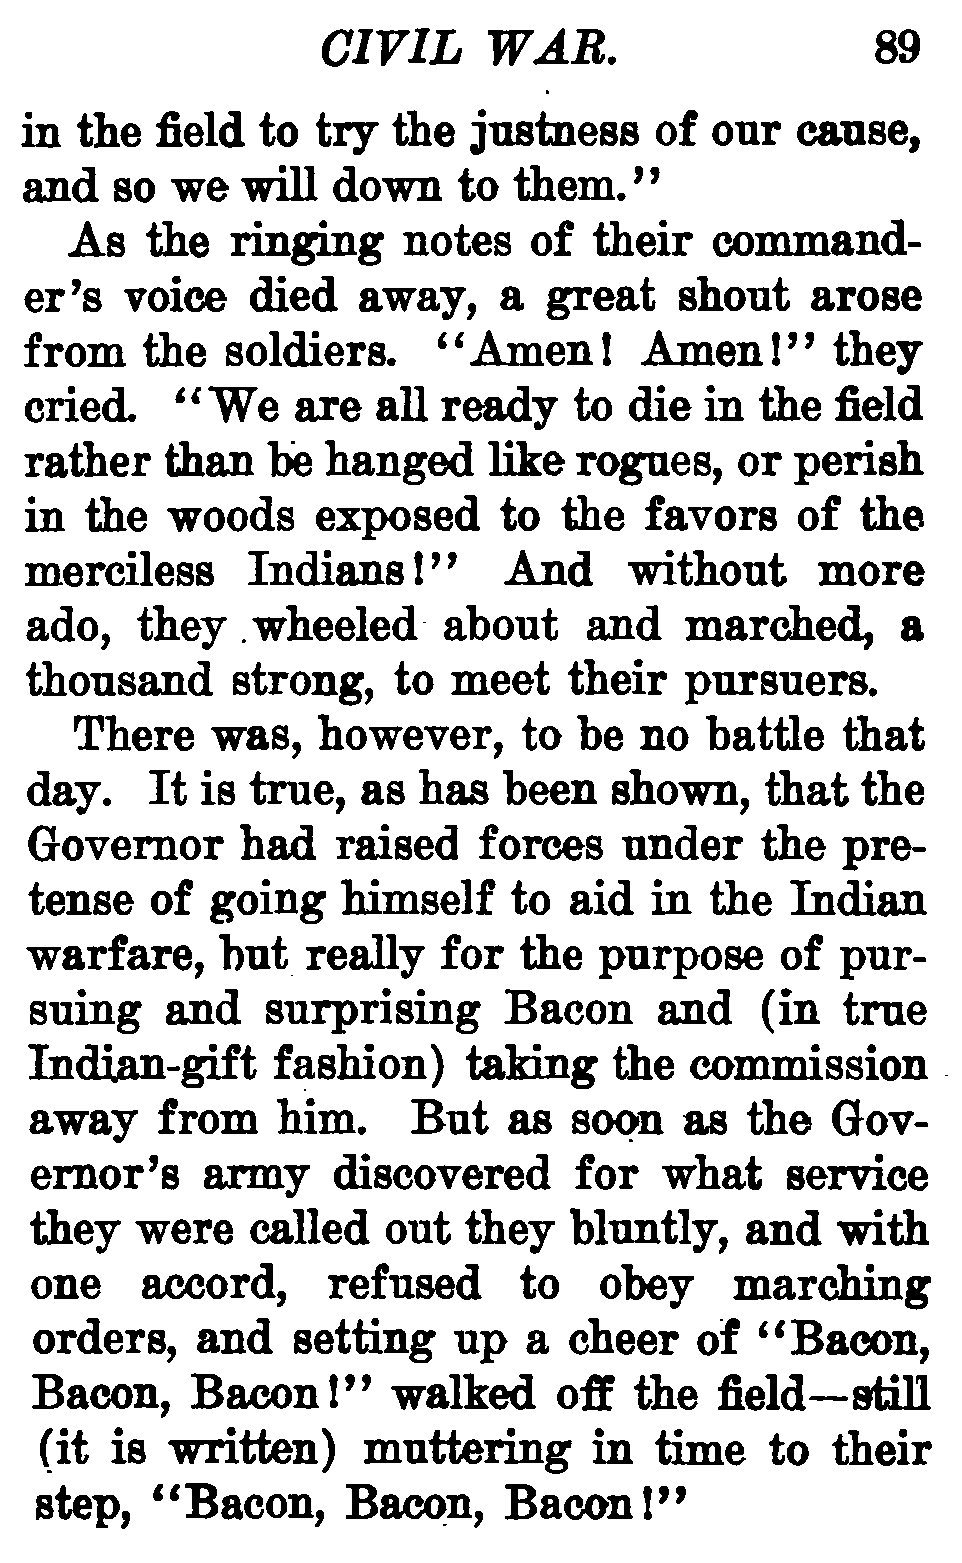 CIVIL WAR. 89
in the field to try the justness of our cause,
and so we will down to them."
As the ringing notes of their command-
er's voice died away, a great shout arose
from the soldiers. "Amen! Amen!" they
cried. "We are all ready to die in the field
rather than be hanged like rogues, or perish
in the woods exposed to the favors of the
merciless Indians!" And without more
ado, they wheeled about and marched, a
thousand strong, to meet their pursuers.
There was, however, to be no battle that
day. It is true, as has been shown, that the
Governor had raised forces under the pre-
tense of going himself to aid in the Indian
warfare, but really for the purpose of pur-
suing and surprising Bacon and (in true
Indian-gift fashion) taking the commission
away from him. But as soon as the Gov-
ernor's army discovered for what service
they were called out they bluntly, and with
one accord, refused to obey marching
orders, and setting up a cheer of "Bacon,
Bacon, Bacon!" walked off the field—still
(it is written) muttering in time to their
step, "Bacon, Bacon, Bacon!"